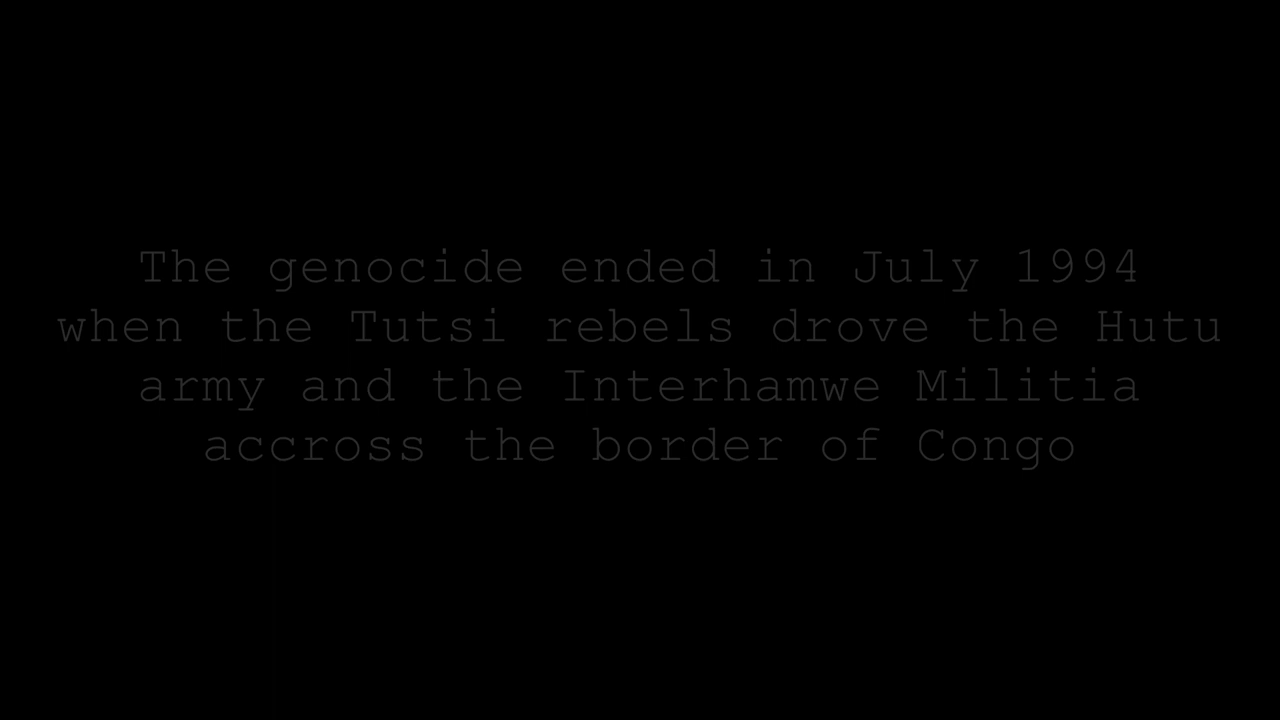 The genocide ended in July 1994
when the Tutsi rebels drove the Hutu
army and the Interhamwe Militia
accross the border of Congo